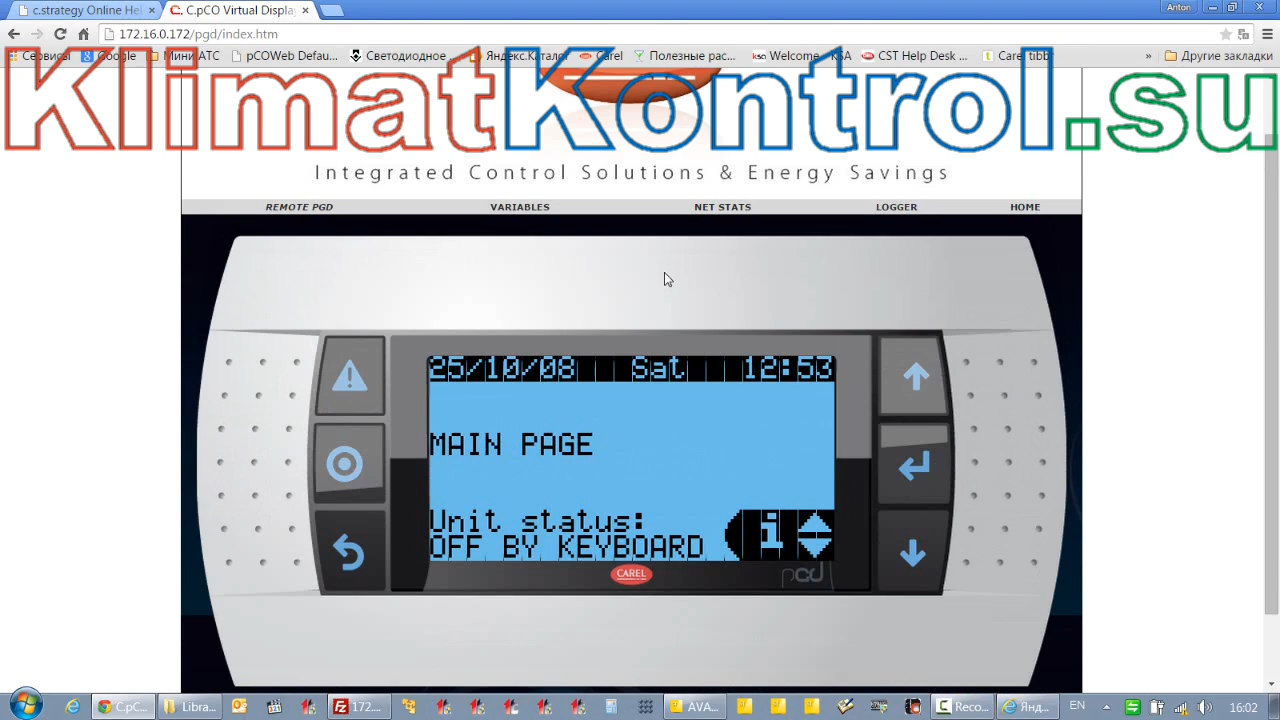 c.strategy Online Hel
C.pCO Virtual Display
Anton
172.16.0.172/pgd/index.htm
Сервисы
Google
Мини АТС
pCOWeb Defau...
Светодиодное
Яндекс.Каталог
Carel
Полезные рас...
Welcome - KSA
CST Help Desk ...
Carel
»
Другие закладки
KlimatKontrol.su
Integrated Control Solutions & Energy Savings
REMOTE PGD
VARIABLES
NET STATS
LOGGER
HOME
25/10/08 Sat 12:53
MAIN PAGE
Unit status:
OFF BY KEYBOARD
i
CAREL
pGD
C.pC...
Libra...
172...
AVA...
Reco...
Янд...
EN
16:02